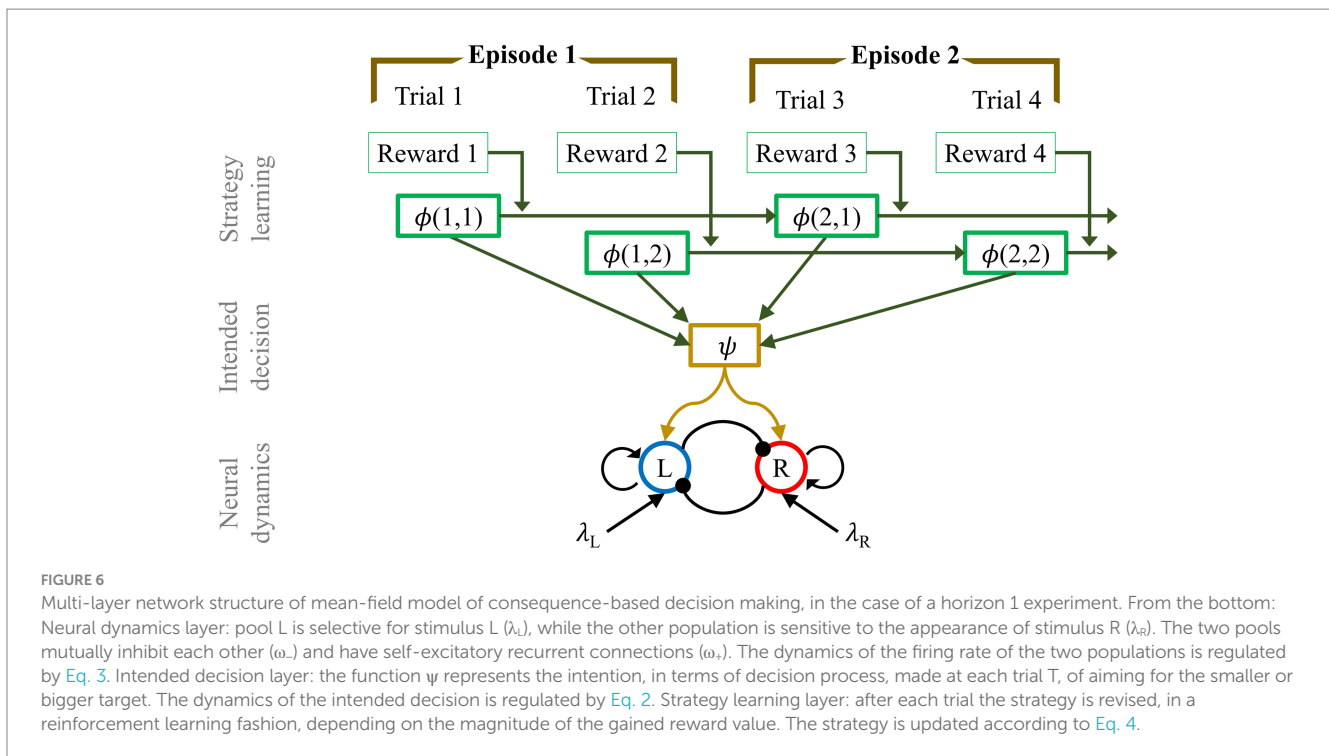 Episode 1 Episode 2
Trial 1 Trial 2 Trial 3 Trial 4
Reward 1 Reward 2 Reward 3 Reward 4
Strategy
learning
ϕ(1,1) ϕ(2,1)
ϕ(1,2) ϕ(2,2)
Intended
decision
ψ
Neural
dynamics
L R
λL λR
FIGURE 6
Multi-layer network structure of mean-field model of consequence-based decision making, in the case of a horizon 1 experiment. From the bottom:
Neural dynamics layer: pool L is selective for stimulus L (λL), while the other population is sensitive to the appearance of stimulus R (λR). The two pools
mutually inhibit each other (ω−) and have self-excitatory recurrent connections (ω+). The dynamics of the firing rate of the two populations is regulated
by Eq. 3. Intended decision layer: the function ψ represents the intention, in terms of decision process, made at each trial T, of aiming for the smaller or
bigger target. The dynamics of the intended decision is regulated by Eq. 2. Strategy learning layer: after each trial the strategy is revised, in a
reinforcement learning fashion, depending on the magnitude of the gained reward value. The strategy is updated according to Eq. 4.